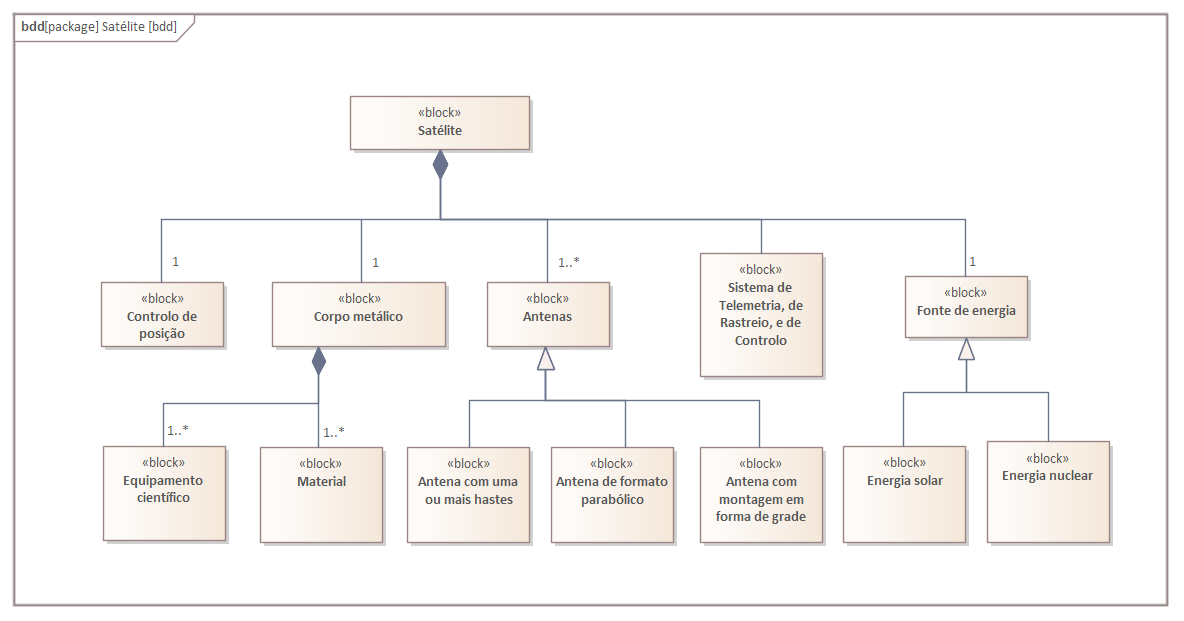 bdd[package] Satélite [bdd]
«block»
Satélite
1
1
1..*
1
«block»
Controlo de
posição
«block»
Corpo metálico
«block»
Antenas
«block»
Sistema de
Telemetria, de
Rastreio, e de
Controlo
«block»
Fonte de energia
1..*
1..*
«block»
Equipamento
científico
«block»
Material
«block»
Antena com uma
ou mais hastes
«block»
Antena de formato
parabólico
«block»
Antena com
montagem em
forma de grade
«block»
Energia solar
«block»
Energia nuclear